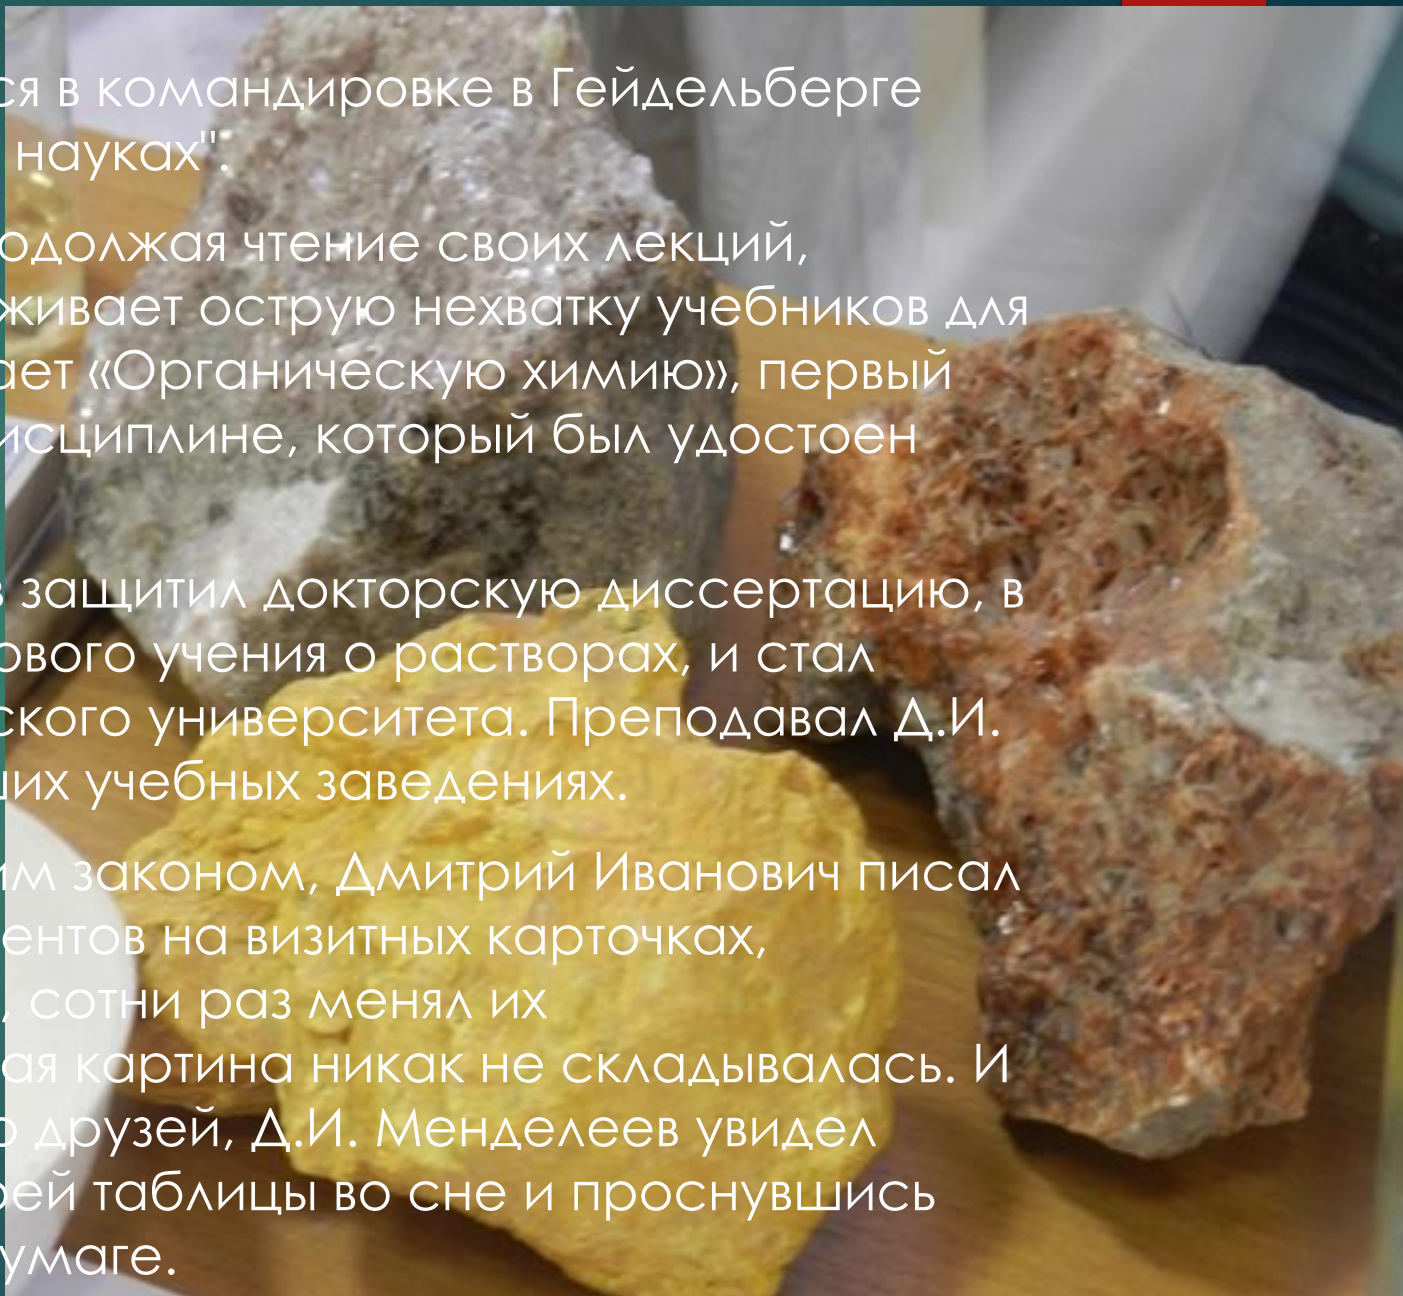 ся в командировке в Гейдельберге
науках".
одолжая чтение своих лекций,
живает острую нехватку учебников для
ает «Органическую химию», первый
исциплине, который был удостоен
в защитил докторскую диссертацию, в
ового учения о растворах, и стал
ского университета. Преподавал Д.И.
их учебных заведениях.
им законом, Дмитрий Иванович писал
ентов на визитных карточках,
, сотни раз менял их
ая картина никак не складывалась. И
о друзей, Д.И. Менделеев увидел
ей таблицы во сне и проснувшись
умаге.